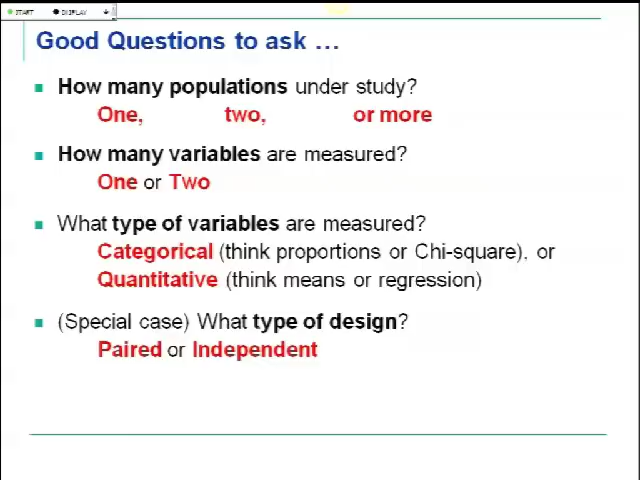 START DISPLAY
Good Questions to ask …
How many populations under study?
One, two, or more
How many variables are measured?
One or Two
What type of variables are measured?
Categorical (think proportions or Chi-square), or
Quantitative (think means or regression)
(Special case) What type of design?
Paired or Independent